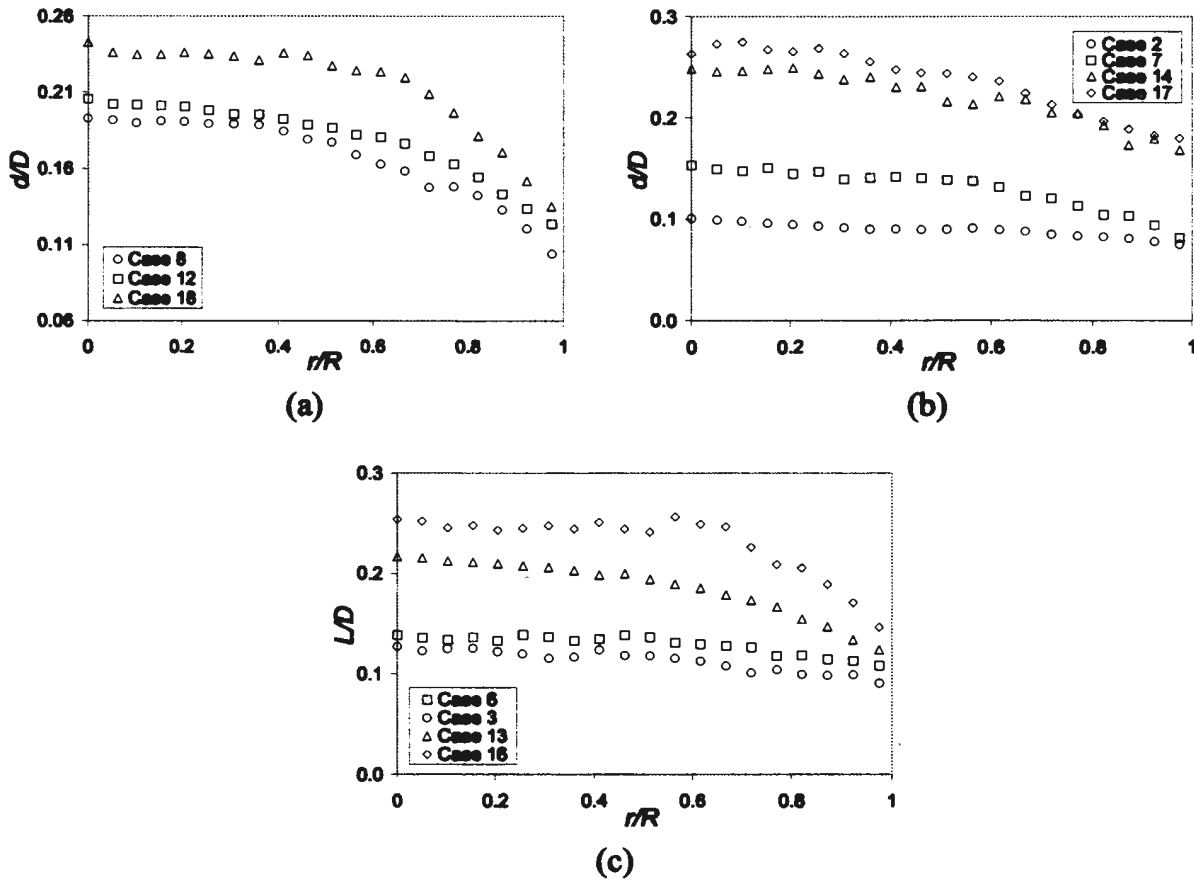 (a)
0.26
0.21
0.16
0.11
0.06
d/D
Case 8
Case 12
Case 18
0
0.2
0.4
0.6
0.8
1
r/R
(a)
0.3
0.2
0.1
0.0
d/D
Case 2
Case 7
Case 14
Case 17
0
0.2
0.4
0.6
0.8
1
r/R
(b)
0.3
0.2
0.1
0.0
L/D
Case 6
Case 3
Case 13
Case 16
0
0.2
0.4
0.6
0.8
1
r/R
(c)